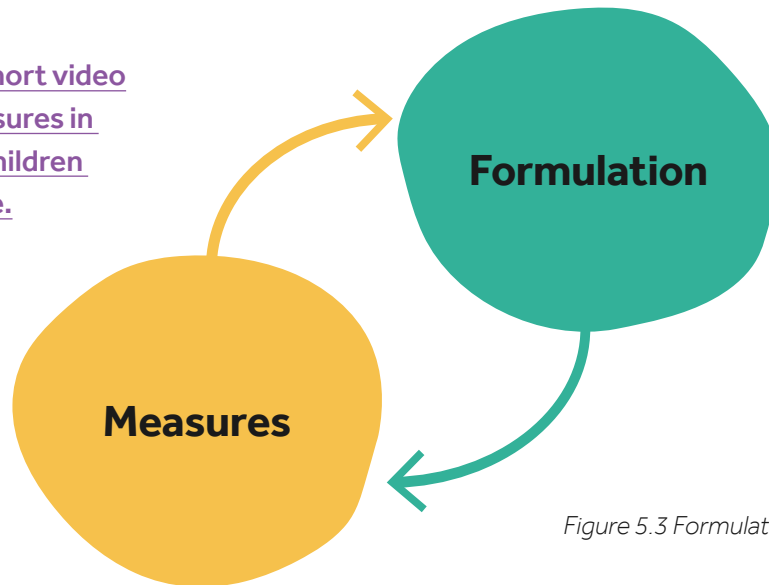 hort video
sures in
hildren
e.
Formulation
Measures
Figure 5.3 Formulat